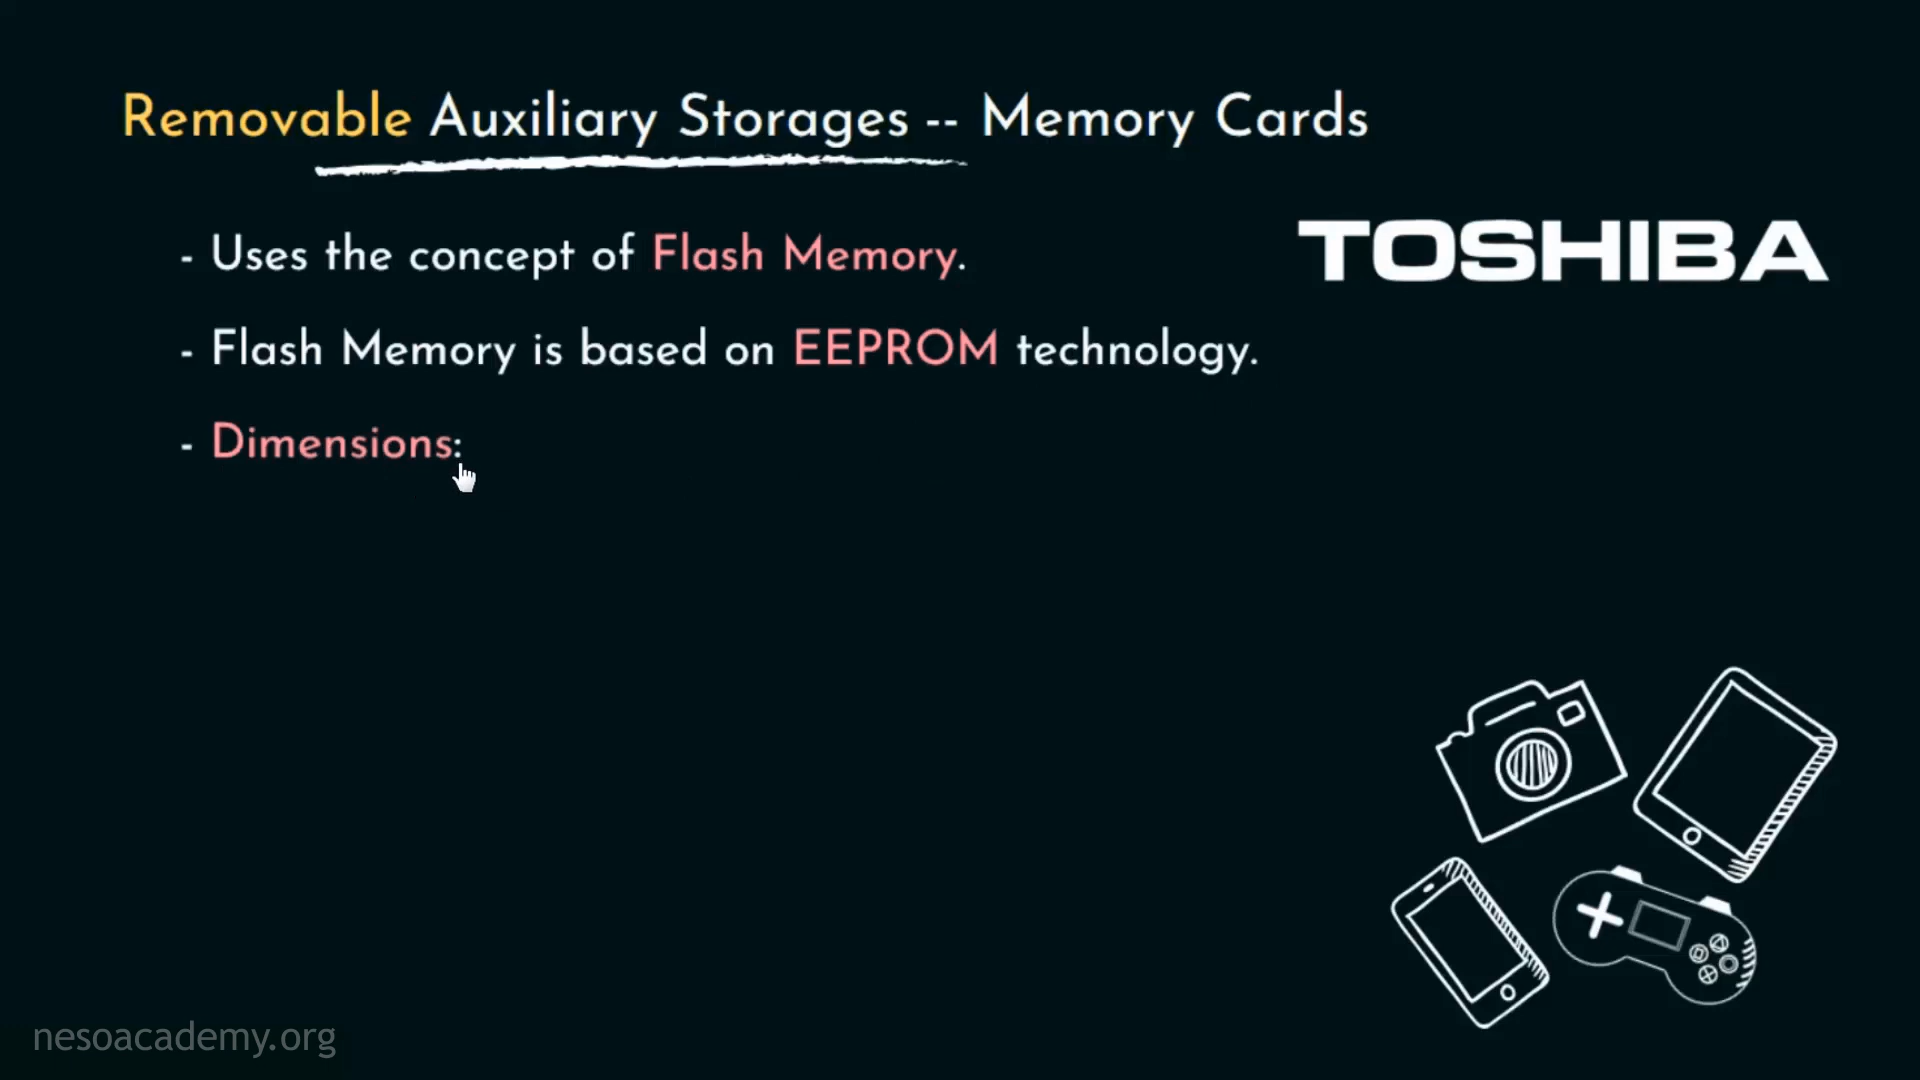 Removable Auxiliary Storages -- Memory Cards
TOSHIBA
- Uses the concept of Flash Memory.
- Flash Memory is based on EEPROM technology.
- Dimensions:
nesoacademy.org